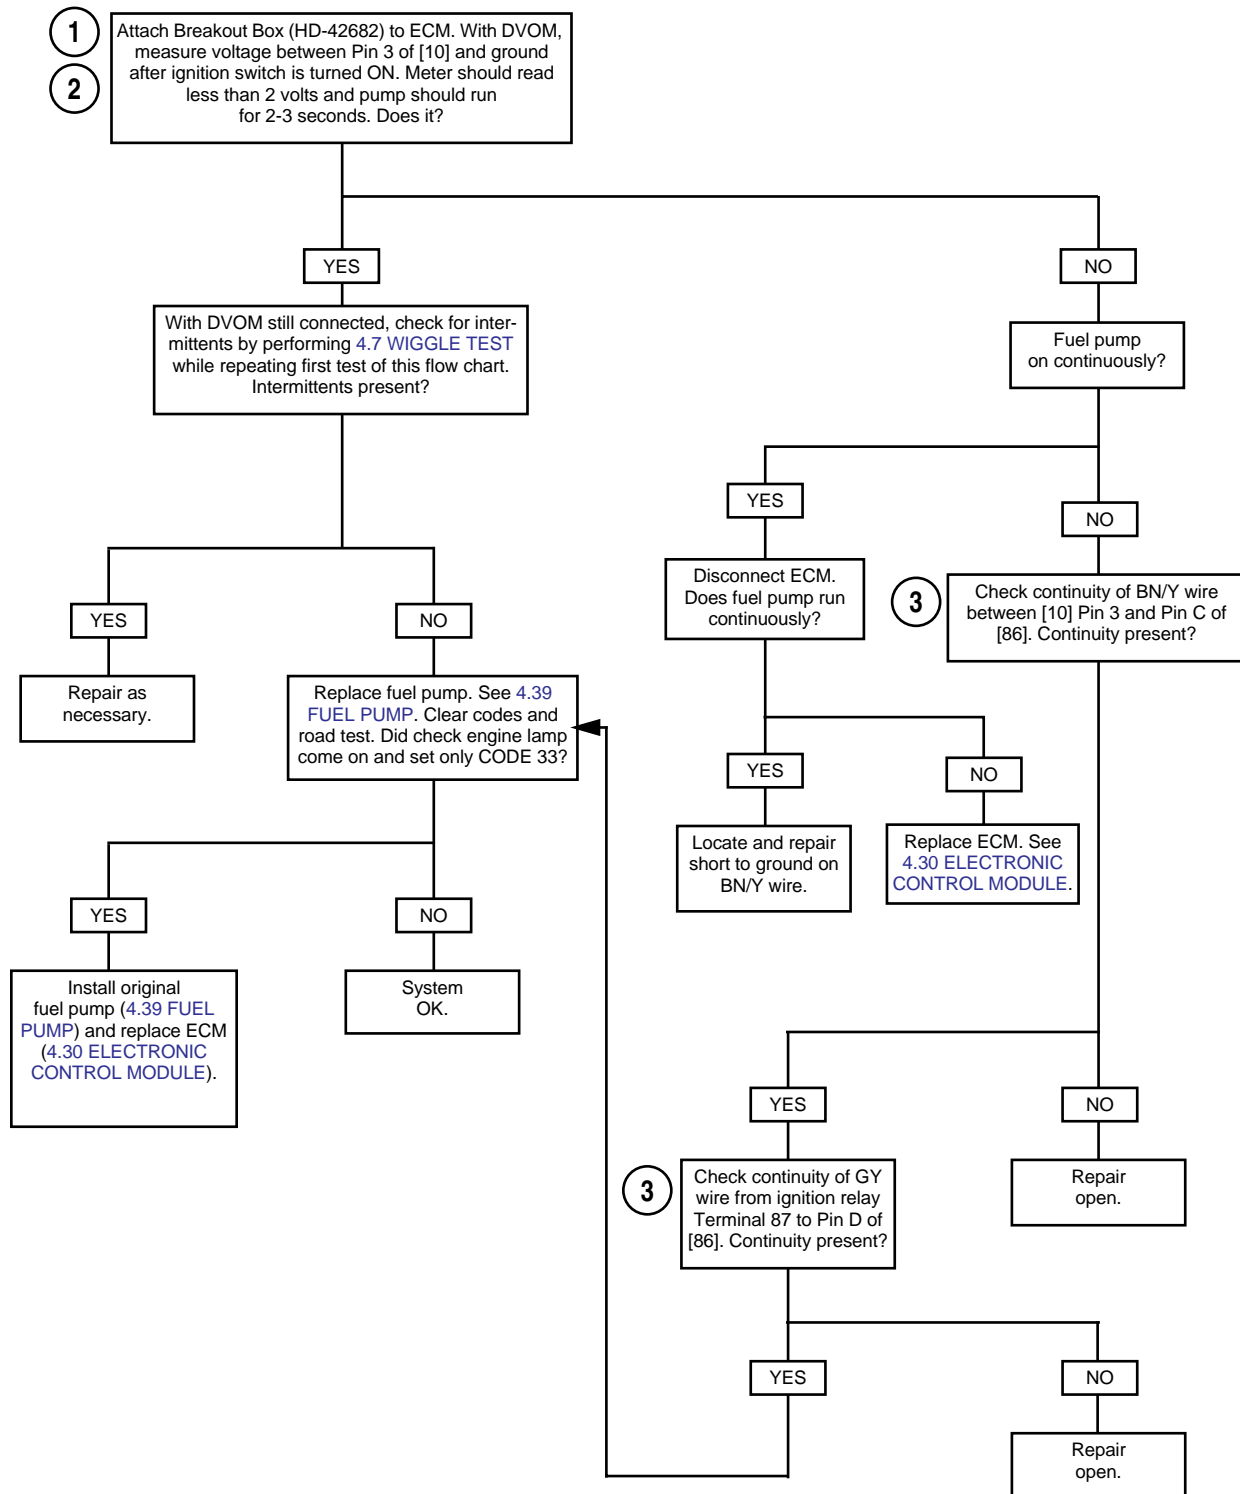 1
Attach Breakout Box (HD-42682) to ECM. With DVOM,
measure voltage between Pin 3 of [10] and ground
after ignition switch is turned ON. Meter should read
less than 2 volts and pump should run
for 2-3 seconds. Does it?
2
YES
NO
With DVOM still connected, check for inter-
mittents by performing 4.7 WIGGLE TEST
while repeating first test of this flow chart.
Intermittents present?
Fuel pump
on continuously?
YES
NO
Disconnect ECM.
Does fuel pump run
continuously?
3
Check continuity of BN/Y wire
between [10] Pin 3 and Pin C of
[86]. Continuity present?
YES
NO
Repair as
necessary.
Replace fuel pump. See 4.39
FUEL PUMP. Clear codes and
road test. Did check engine lamp
come on and set only CODE 33?
YES
NO
Locate and repair
short to ground on
BN/Y wire.
Replace ECM. See
4.30 ELECTRONIC
CONTROL MODULE.
YES
NO
Install original
fuel pump (4.39 FUEL
PUMP) and replace ECM
(4.30 ELECTRONIC
CONTROL MODULE).
System
OK.
YES
NO
3
Check continuity of GY
wire from ignition relay
Terminal 87 to Pin D of
[86]. Continuity present?
Repair
open.
YES
NO
Repair
open.